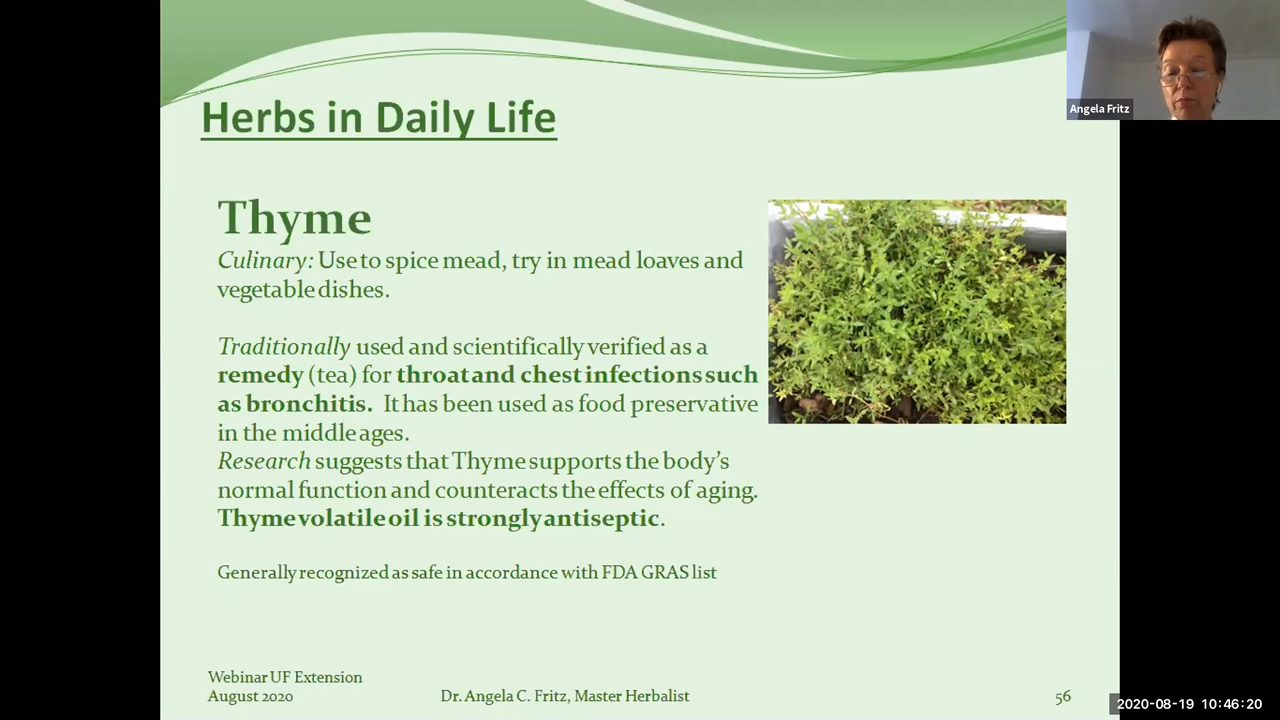 Herbs in Daily Life
Angela Fritz
Thyme
Culinary: Use to spice mead, try in mead loaves and
vegetable dishes.
Traditionally used and scientifically verified as a
remedy (tea) for throat and chest infections such
as bronchitis. It has been used as food preservative
in the middle ages.
Research suggests that Thyme supports the body's
normal function and counteracts the effects of aging.
Thyme volatile oil is strongly antiseptic.
Generally recognized as safe in accordance with FDA GRAS list
Webinar UF Extension
August 2020
Dr. Angela C. Fritz, Master Herbalist
56
2020-08-19 10:46:20